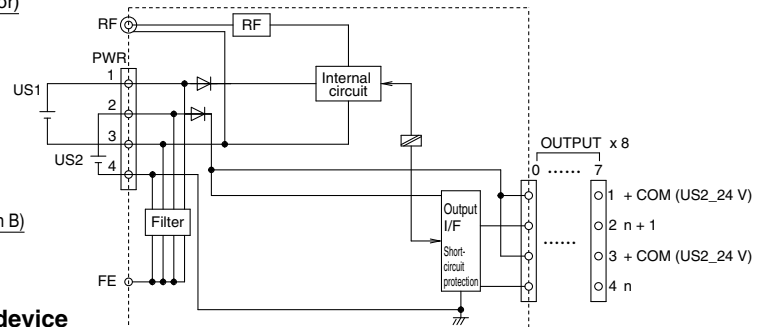 or)
RF
RF
PWR
1
US1
2
3
US2
4
Internal
circuit
OUTPUT x 8
0 ...... 7
1 + COM (US2_24 V)
Output
I/F
Short-
circuit
protection
2 n + 1
Filter
n B)
......
3 + COM (US2_24 V)
4 n
FE
device